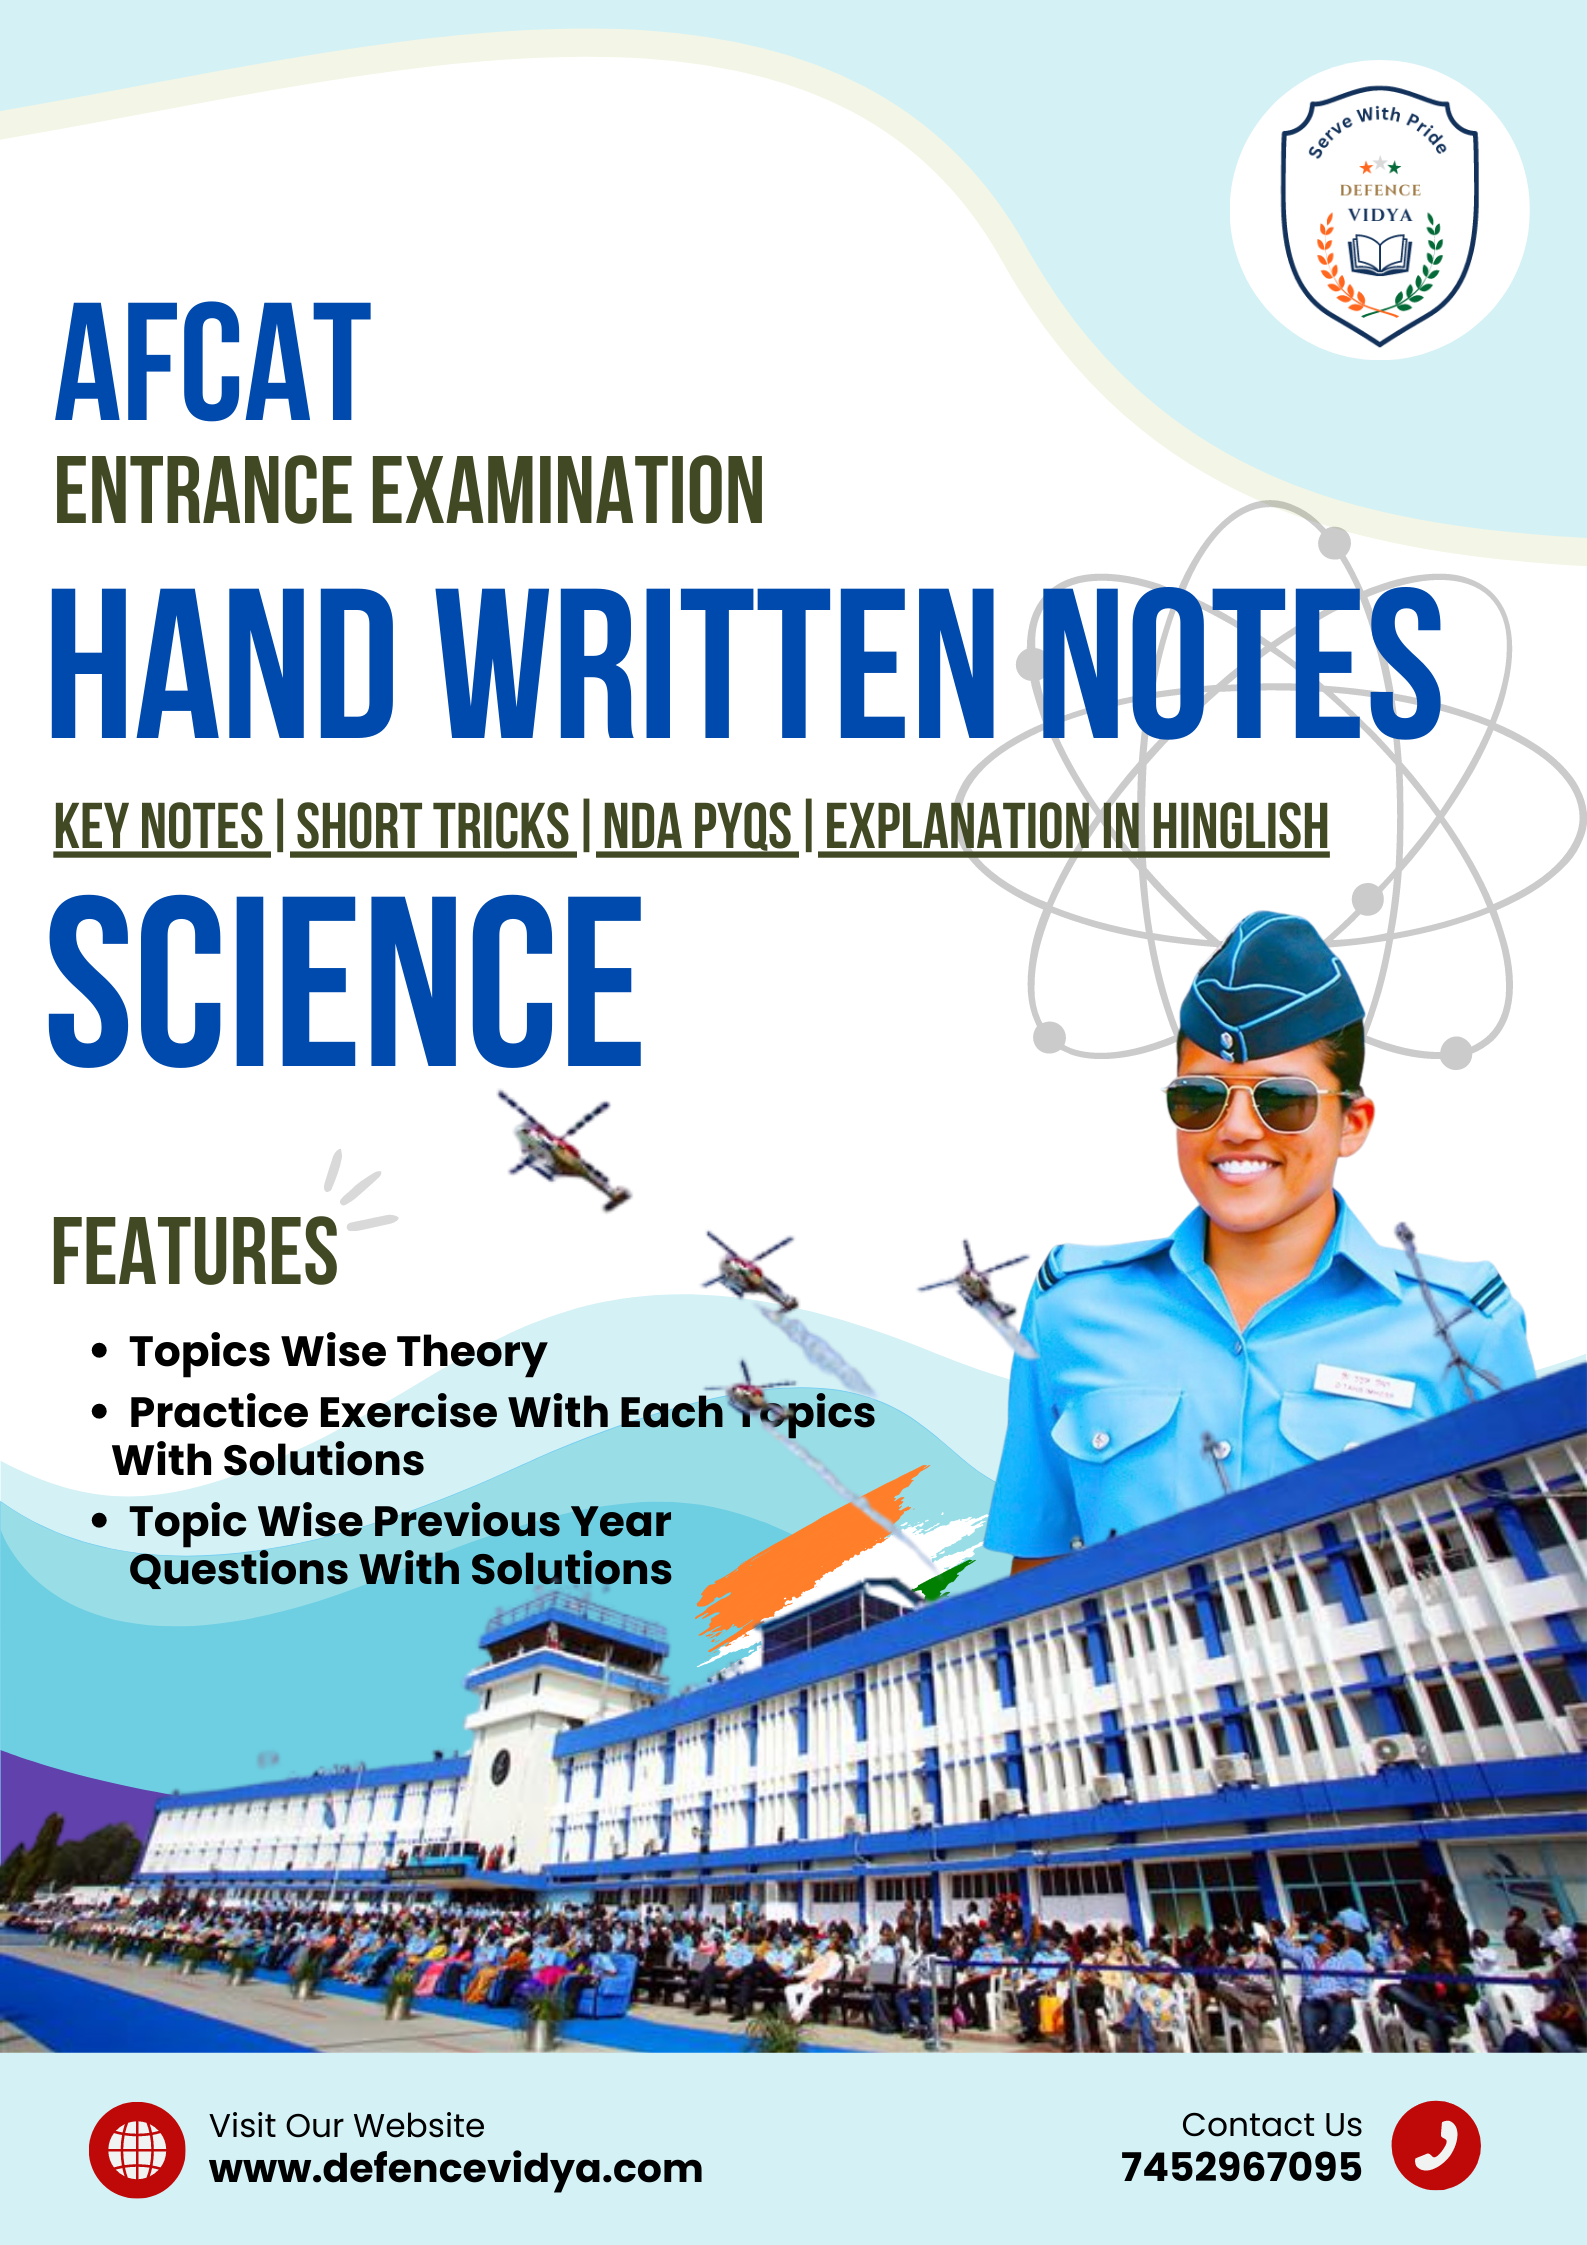 Serve With Pride
DEFENCE
VIDYA
AFCAT
ENTRANCE EXAMINATION
HAND WRITTEN NOTES
KEY NOTES | SHORT TRICKS | NDA PYQS | EXPLANATION IN HINGLISH
SCIENCE
FEATURES
• Topics Wise Theory
• Practice Exercise With Each Topics
With Solutions
• Topic Wise Previous Year
Questions With Solutions
Visit Our Website
www.defencevidya.com
Contact Us
7452967095